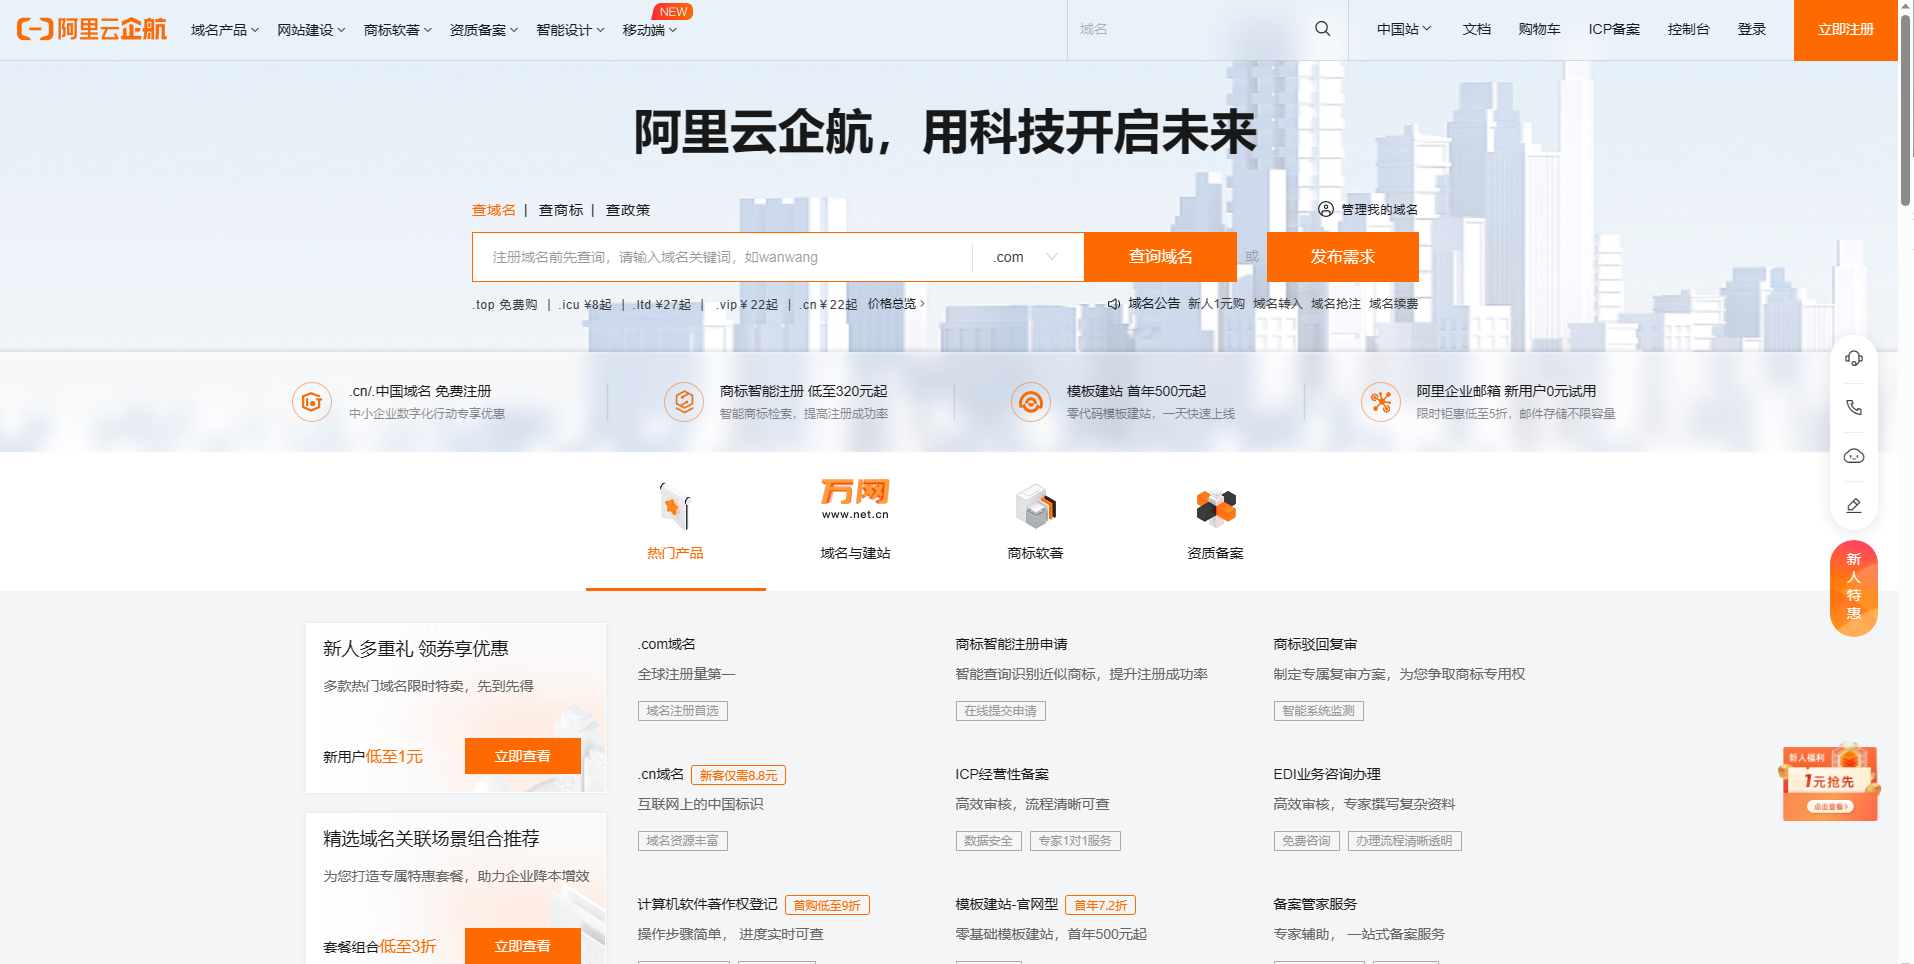 阿里云企航 域名产品 网站建设 商标软著 资质备案 智能设计 移动端 NEW 域名 中国站 文档 购物车 ICP备案 控制台 登录 立即注册
阿里云企航，用科技开启未来
查域名 | 查商标 | 查政策 管理我的域名
注册域名前先查询，请输入域名关键词，如wanwang .com 查询域名 或 发布需求
.top 免费购 | .icu ¥8起 | .ltd ¥27起 | .vip ¥ 22起 | .cn ¥ 22起 价格总览 域名公告 新人1元购 域名转入 域名抢注 域名续费
.cn/.中国域名 免费注册 商标智能注册 低至320元起 模板建站 首年500元起 阿里企业邮箱 新用户0元试用
中小企业数字化行动专享优惠 智能商标检索，提高注册成功率 零代码模板建站，一天快速上线 限时钜惠低至5折，邮件存储不限容量
万网
www.net.cn
热门产品 域名与建站 商标软著 资质备案
新人特惠
新人多重礼 领券享优惠
多款热门域名限时特卖，先到先得
新用户低至1元 立即查看
精选域名关联场景组合推荐
为您打造专属特惠套餐，助力企业降本增效
套餐组合低至3折 立即查看
.com域名 商标智能注册申请 商标驳回复审
全球注册量第一 智能查询识别近似商标，提升注册成功率 制定专属复审方案，为您争取商标专用权
域名注册首选 在线提交申请 智能系统监测
.cn域名 新客仅需8.8元 ICP经营性备案 EDI业务咨询办理
互联网上的中国标识 高效审核，流程清晰可查 高效审核，专家撰写复杂资料
域名资源丰富 数据安全 专家1对1服务 免费咨询 办理流程清晰透明
计算机软件著作权登记 首购低至9折 模板建站-官网型 首年7.2折 备案管家服务
操作步骤简单， 进度实时可查 零基础模板建站，首年500元起 专家辅助， 一站式备案服务
新人福利
1元抢先
点击查看